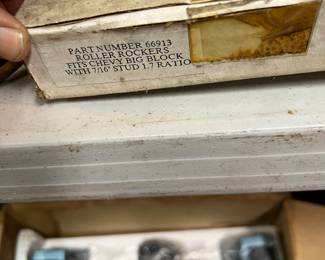 PART NUMBER 66913
ROLLER ROCKERS
FITS CHEVY BIG BLOCK
WITH 7/16" STUD 1.7 RATIO